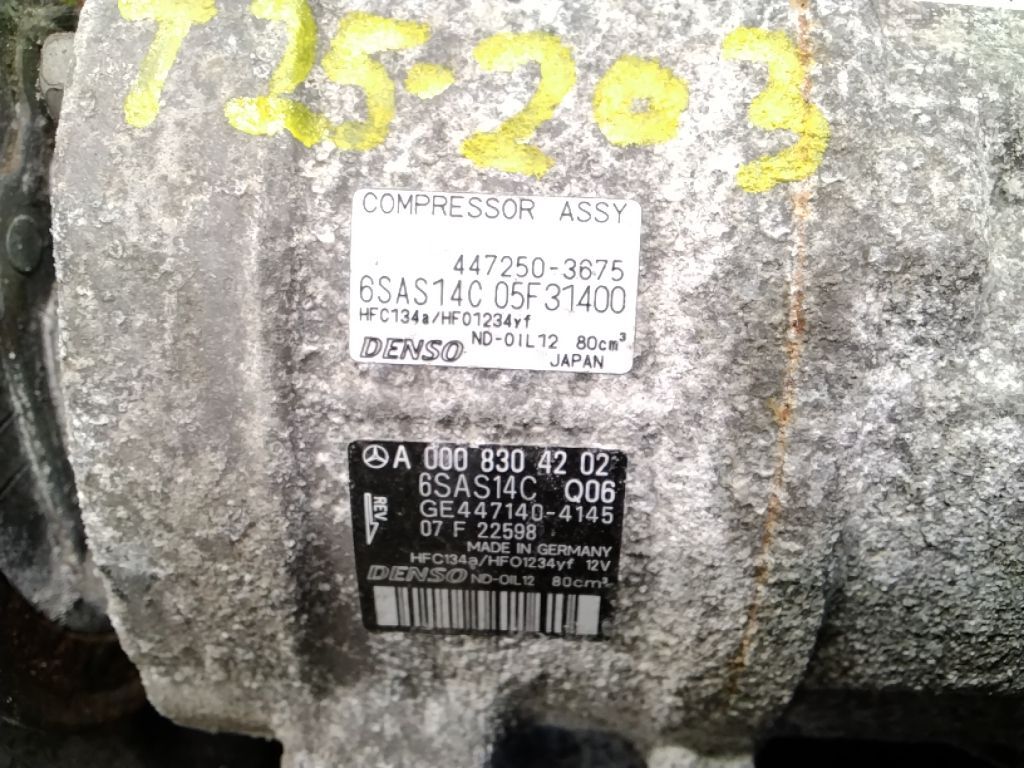 T25-203
COMPRESSOR ASSY
447250-3675
6SAS14C 05F31400
HFC134a/HFO1234yf
ND-OIL12 80cm³
DENSO JAPAN
A 000 830 42 02
6SAS14C Q06
REV
GE447140-4145
07 F 22598
MADE IN GERMANY
HFC134a/HFO1234yf 12V
DENSO ND-OIL12 80cm³